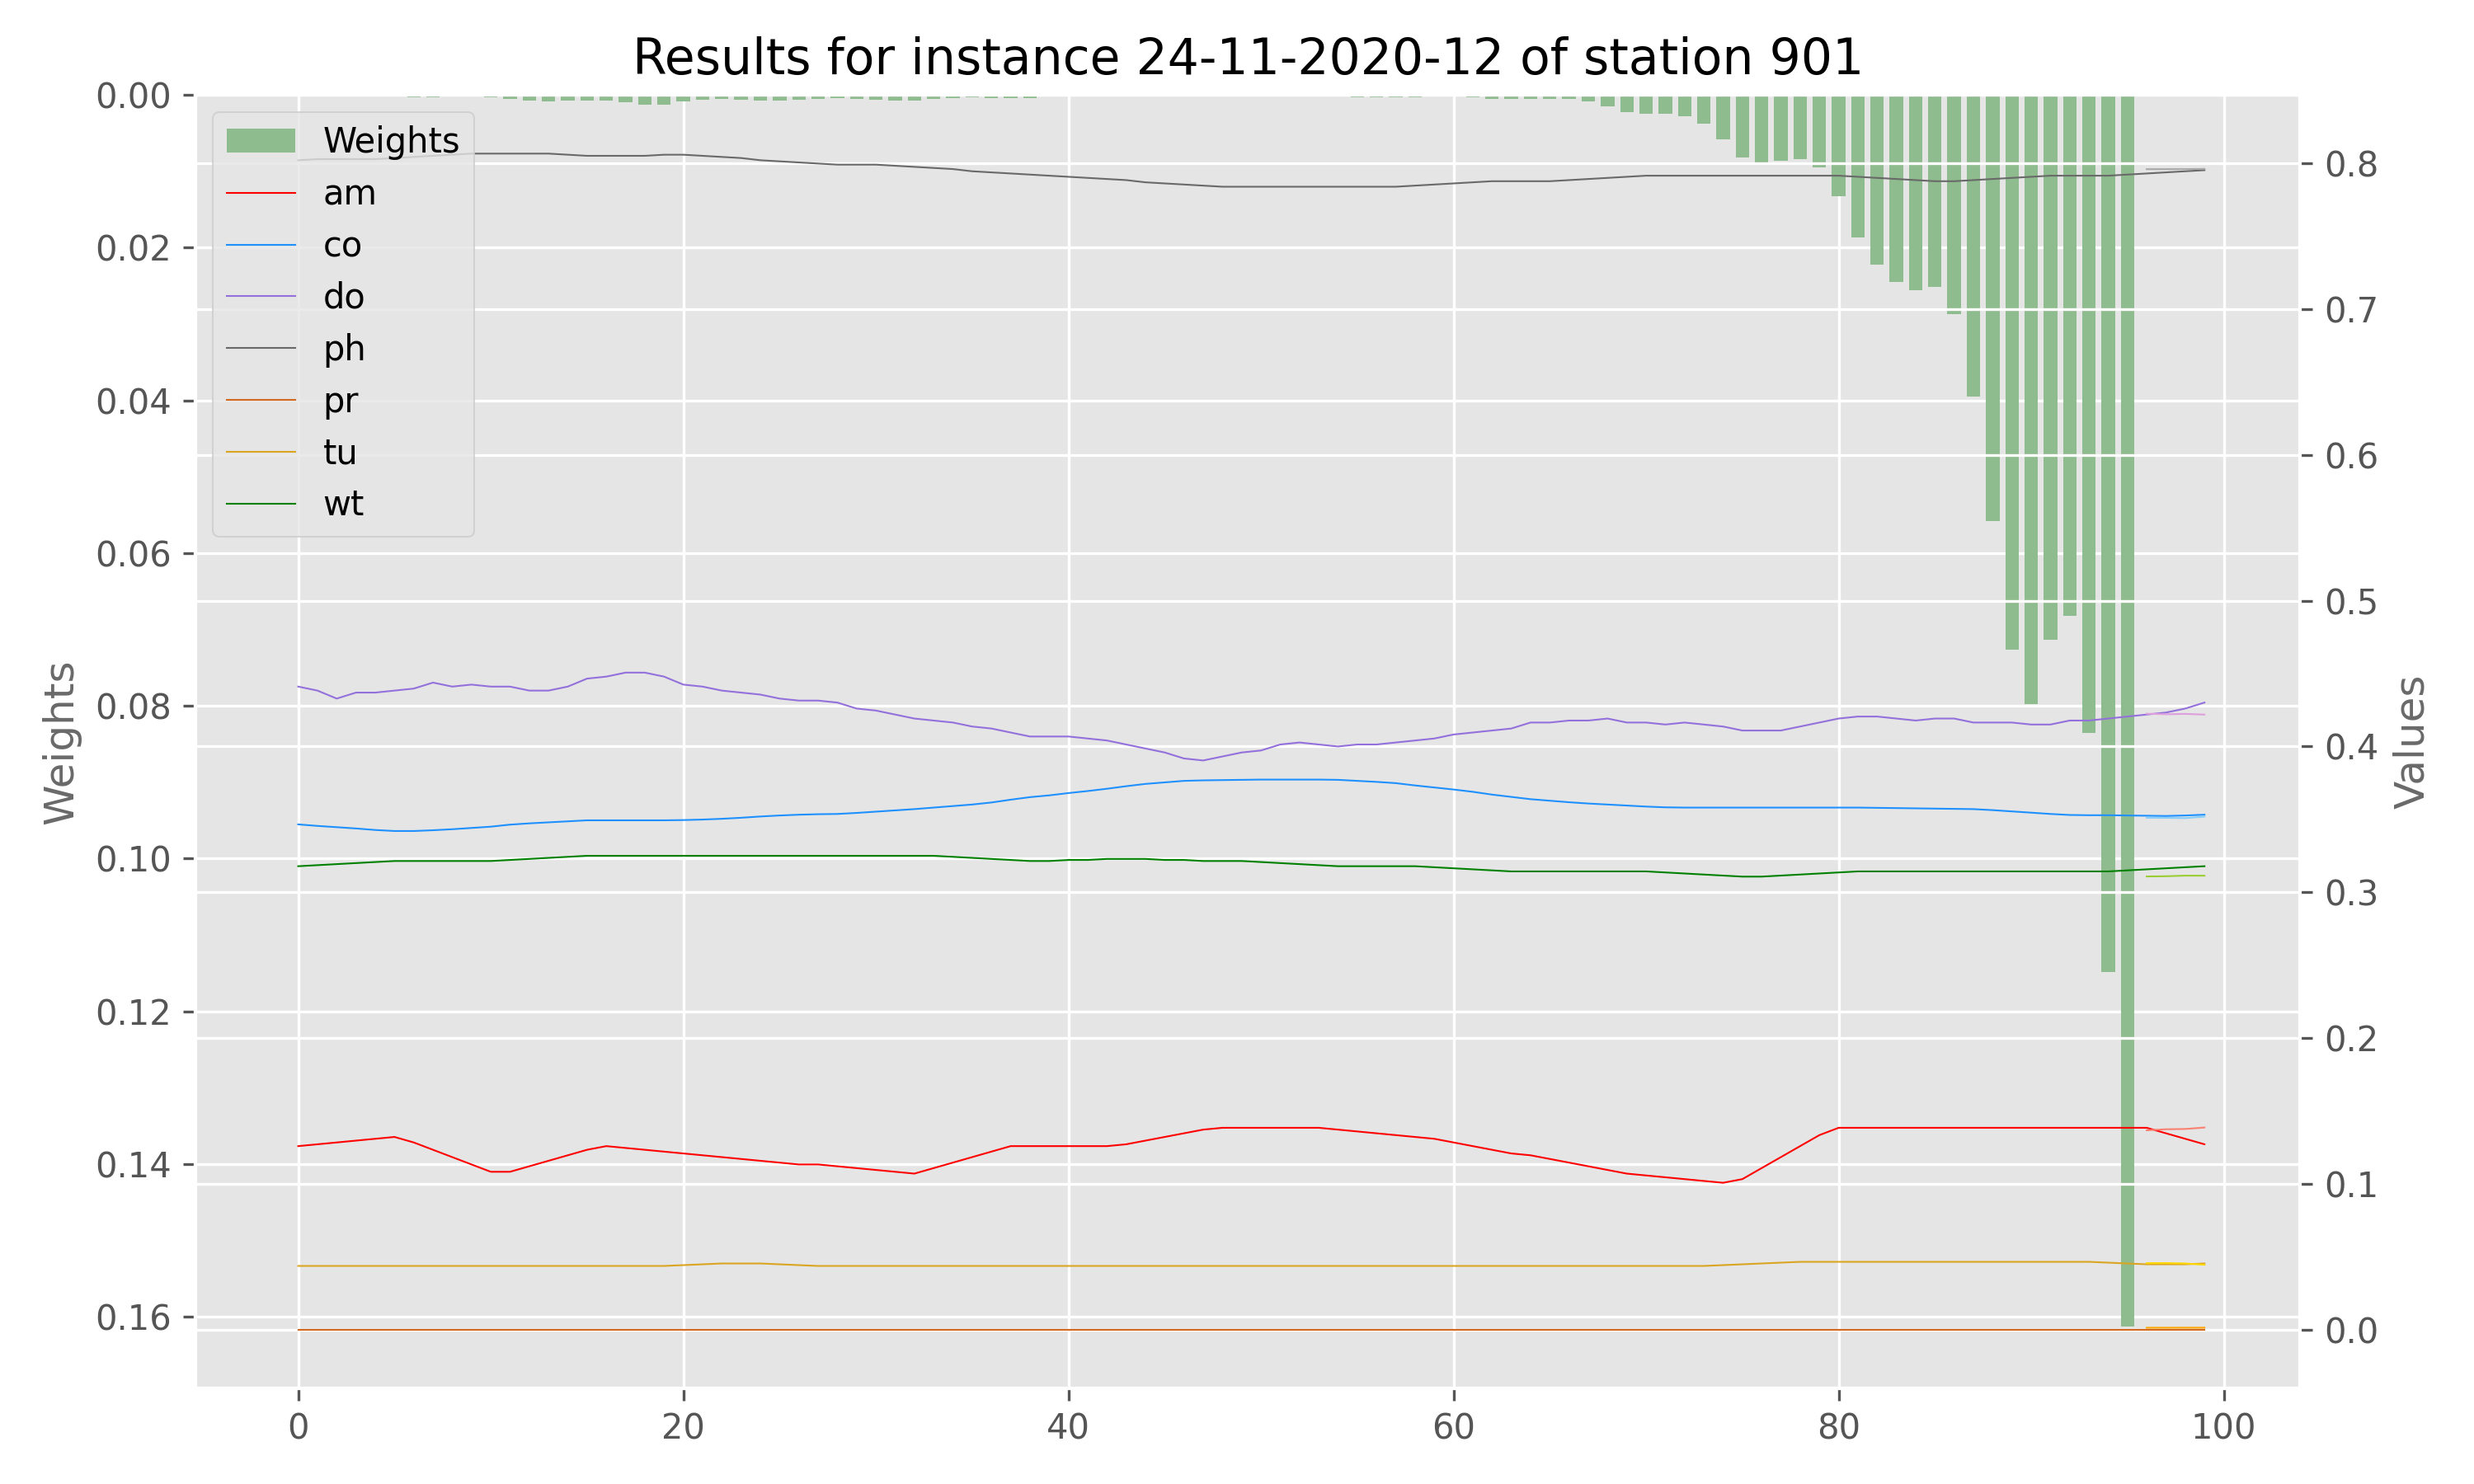 Results for instance 24-11-2020-12 of station 901
0.00
0.02
0.04
0.06
0.08
0.10
0.12
0.14
0.16
Weights
Weights
am
co
do
ph
pr
tu
wt
0.8
0.7
0.6
0.5
0.4
0.3
0.2
0.1
0.0
Values
0 20 40 60 80 100